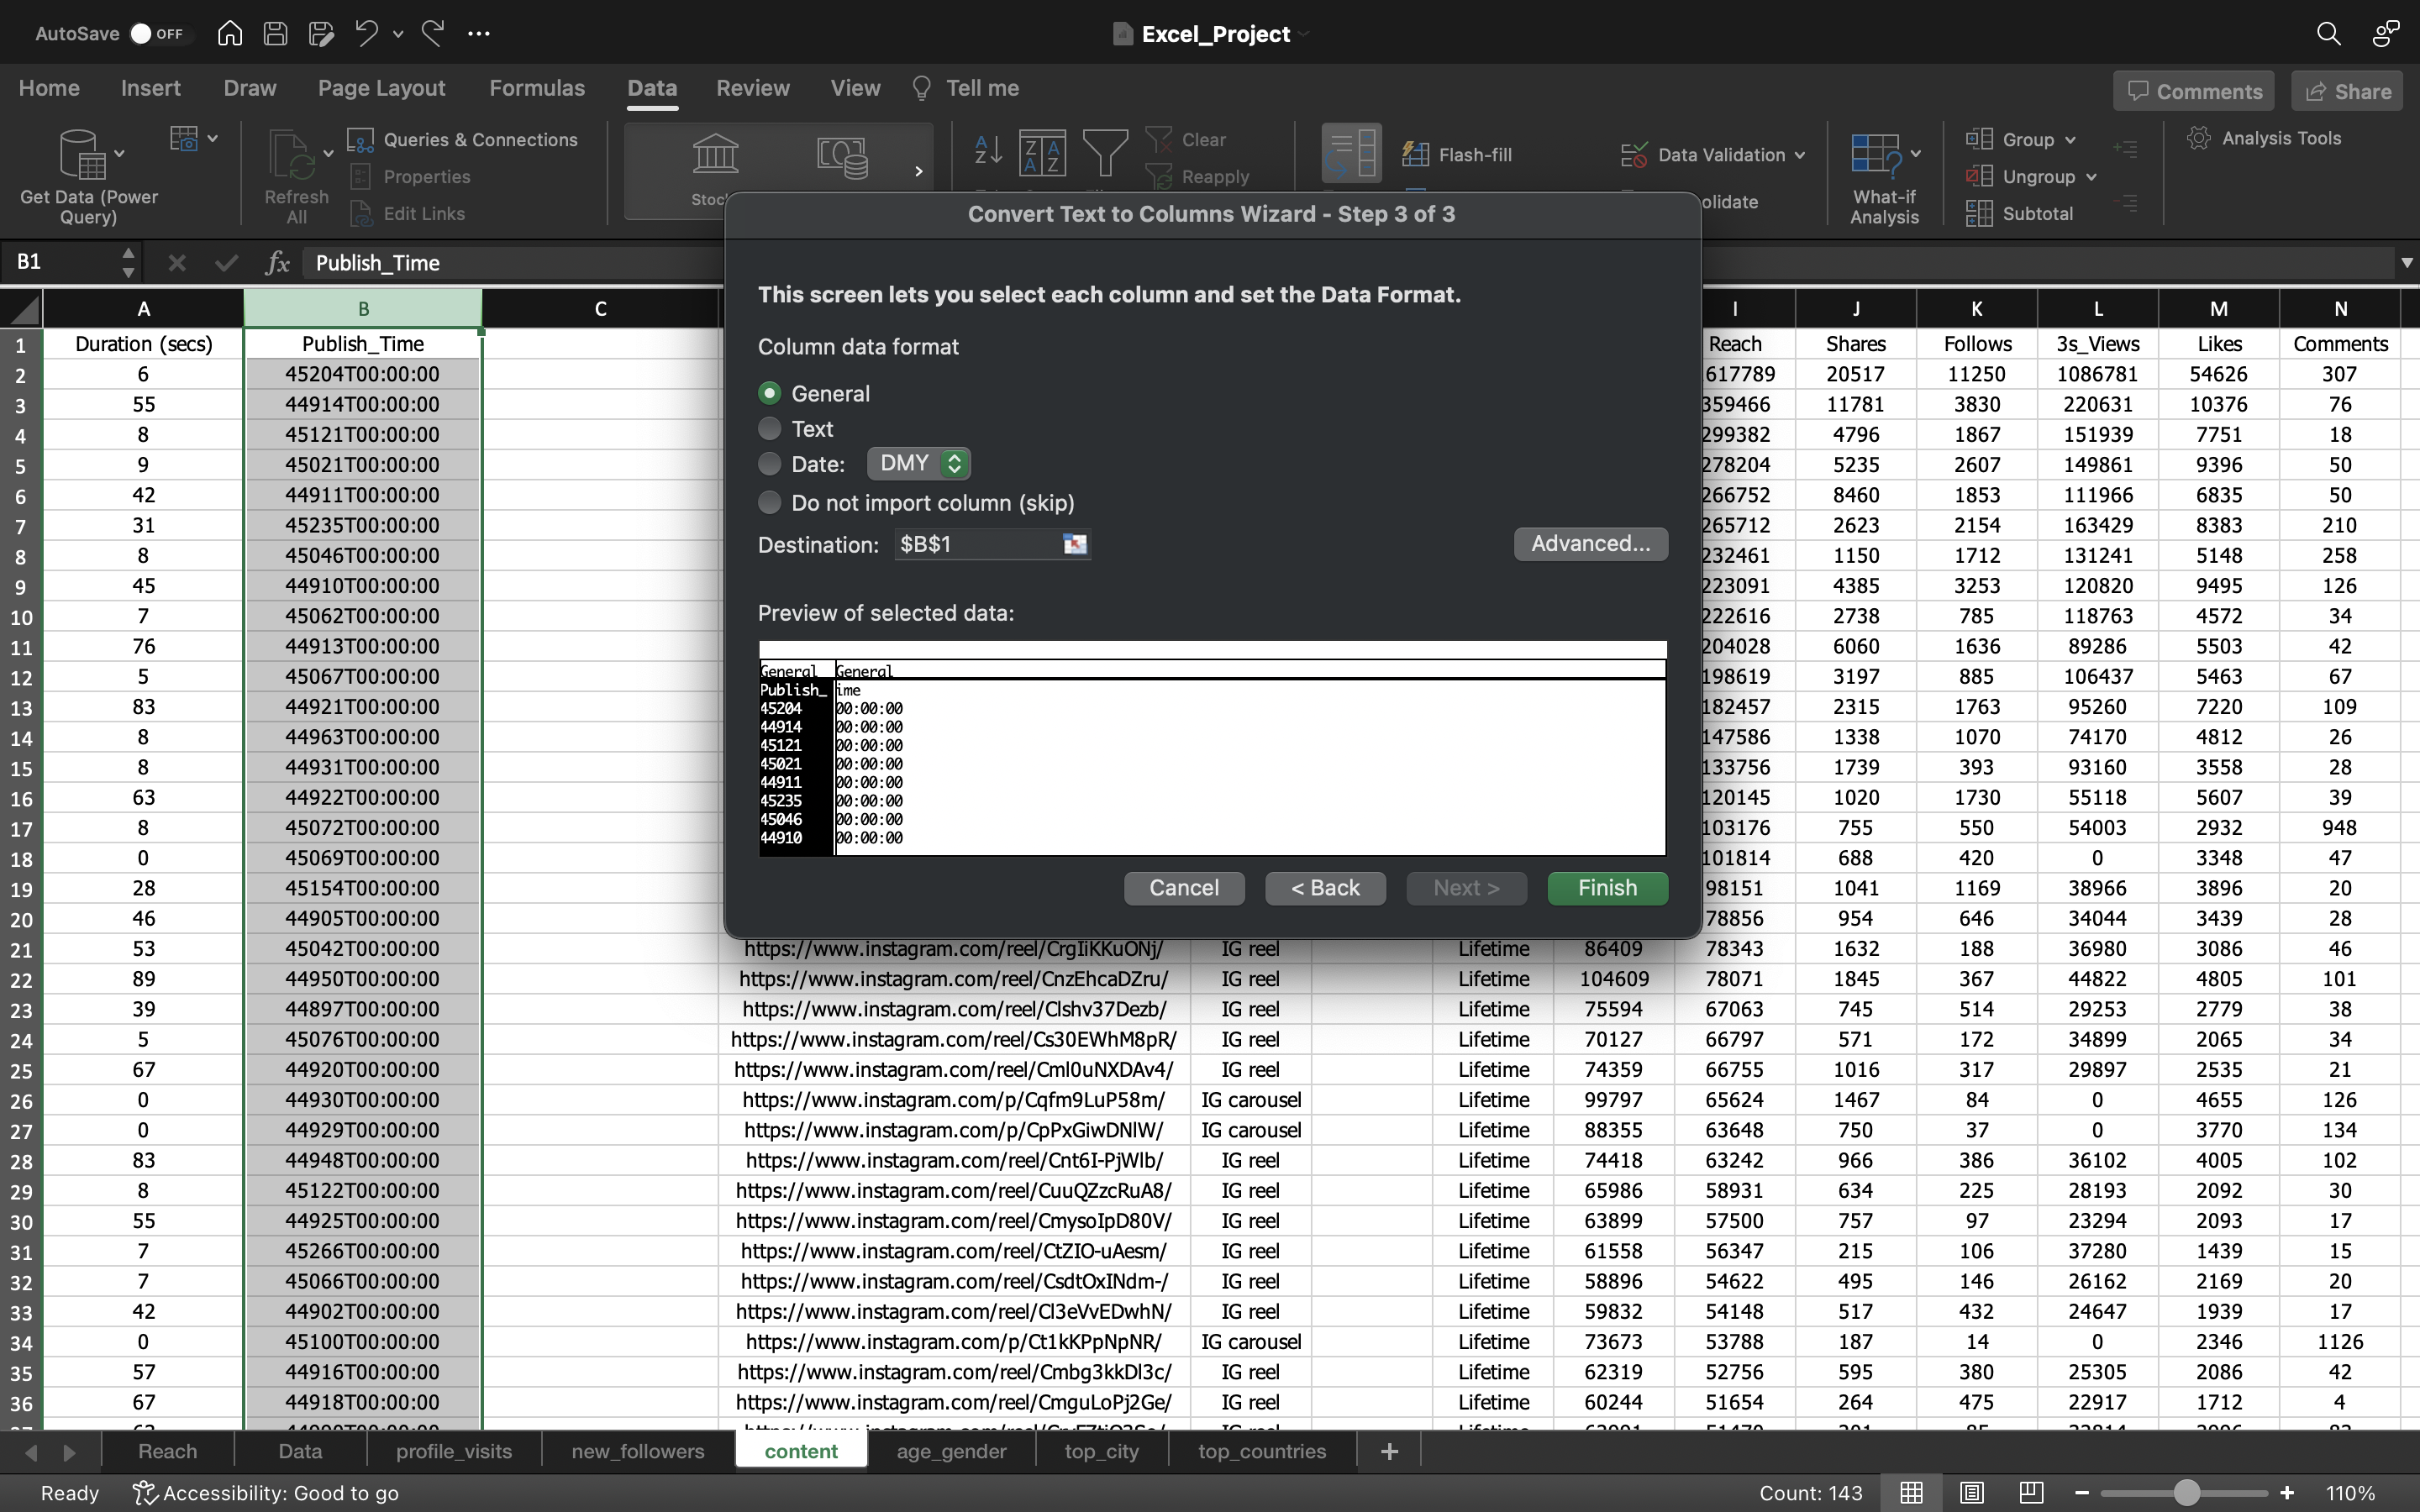 AutoSave OFF Excel_Project
Home Insert Draw Page Layout Formulas Data Review View Tell me Comments Share
Get Data (Power Query) Refresh All Queries & Connections Properties Edit Links
Clear Reapply Flash-fill Data Validation olidate What-if Analysis Group Ungroup Subtotal Analysis Tools
B1 fx Publish_Time
Convert Text to Columns Wizard - Step 3 of 3
This screen lets you select each column and set the Data Format.
Column data format
General
Text
Date: DMY
Do not import column (skip)
Destination: $B$1 Advanced...
Preview of selected data:
General General
Publish_ ime
45204 00:00:00
44914 00:00:00
45121 00:00:00
45021 00:00:00
44911 00:00:00
45235 00:00:00
45046 00:00:00
44910 00:00:00
Cancel < Back Next > Finish
A B C I J K L M N
1 Duration (secs) Publish_Time Reach Shares Follows 3s_Views Likes Comments
2 6 45204T00:00:00 617789 20517 11250 1086781 54626 307
3 55 44914T00:00:00 359466 11781 3830 220631 10376 76
4 8 45121T00:00:00 299382 4796 1867 151939 7751 18
5 9 45021T00:00:00 278204 5235 2607 149861 9396 50
6 42 44911T00:00:00 266752 8460 1853 111966 6835 50
7 31 45235T00:00:00 265712 2623 2154 163429 8383 210
8 8 45046T00:00:00 232461 1150 1712 131241 5148 258
9 45 44910T00:00:00 223091 4385 3253 120820 9495 126
10 7 45062T00:00:00 222616 2738 785 118763 4572 34
11 76 44913T00:00:00 204028 6060 1636 89286 5503 42
12 5 45067T00:00:00 198619 3197 885 106437 5463 67
13 83 44921T00:00:00 182457 2315 1763 95260 7220 109
14 8 44963T00:00:00 147586 1338 1070 74170 4812 26
15 8 44931T00:00:00 133756 1739 393 93160 3558 28
16 63 44922T00:00:00 120145 1020 1730 55118 5607 39
17 8 45072T00:00:00 103176 755 550 54003 2932 948
18 0 45069T00:00:00 101814 688 420 0 3348 47
19 28 45154T00:00:00 98151 1041 1169 38966 3896 20
20 46 44905T00:00:00 78856 954 646 34044 3439 28
21 53 45042T00:00:00 https://www.instagram.com/reel/CrgIiKKuONj/ IG reel Lifetime 86409 78343 1632 188 36980 3086 46
22 89 44950T00:00:00 https://www.instagram.com/reel/CnzEhcaDZru/ IG reel Lifetime 104609 78071 1845 367 44822 4805 101
23 39 44897T00:00:00 https://www.instagram.com/reel/Clshv37Dezb/ IG reel Lifetime 75594 67063 745 514 29253 2779 38
24 5 45076T00:00:00 https://www.instagram.com/reel/Cs30EWhM8pR/ IG reel Lifetime 70127 66797 571 172 34899 2065 34
25 67 44920T00:00:00 https://www.instagram.com/reel/Cml0uNXDAv4/ IG reel Lifetime 74359 66755 1016 317 29897 2535 21
26 0 44930T00:00:00 https://www.instagram.com/p/Cqfm9LuP58m/ IG carousel Lifetime 99797 65624 1467 84 0 4655 126
27 0 44929T00:00:00 https://www.instagram.com/p/CpPxGiwDNlW/ IG carousel Lifetime 88355 63648 750 37 0 3770 134
28 83 44948T00:00:00 https://www.instagram.com/reel/Cnt6I-PjWlb/ IG reel Lifetime 74418 63242 966 386 36102 4005 102
29 8 45122T00:00:00 https://www.instagram.com/reel/CuuQZzcRuA8/ IG reel Lifetime 65986 58931 634 225 28193 2092 30
30 55 44925T00:00:00 https://www.instagram.com/reel/CmysoIpD80V/ IG reel Lifetime 63899 57500 757 97 23294 2093 17
31 7 45266T00:00:00 https://www.instagram.com/reel/CtZIO-uAesm/ IG reel Lifetime 61558 56347 215 106 37280 1439 15
32 7 45066T00:00:00 https://www.instagram.com/reel/CsdtOxINdm-/ IG reel Lifetime 58896 54622 495 146 26162 2169 20
33 42 44902T00:00:00 https://www.instagram.com/reel/Cl3eVvEDwhN/ IG reel Lifetime 59832 54148 517 432 24647 1939 17
34 0 45100T00:00:00 https://www.instagram.com/p/Ct1kKPpNpNR/ IG carousel Lifetime 73673 53788 187 14 0 2346 1126
35 57 44916T00:00:00 https://www.instagram.com/reel/Cmbg3kkDl3c/ IG reel Lifetime 62319 52756 595 380 25305 2086 42
36 67 44918T00:00:00 https://www.instagram.com/reel/CmguLoPj2Ge/ IG reel Lifetime 60244 51654 264 475 22917 1712 4
Reach Data profile_visits new_followers content age_gender top_city top_countries +
Ready Accessibility: Good to go Count: 143 110%